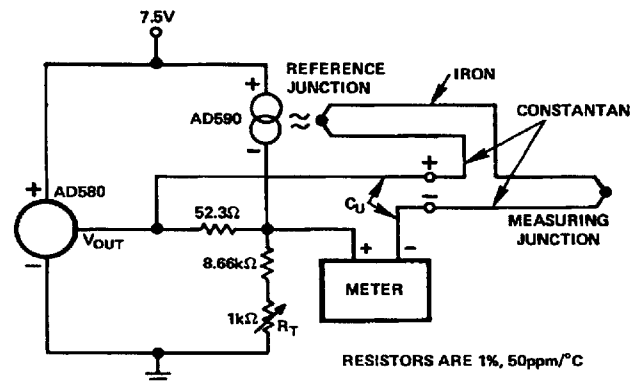 7.5V
+
REFERENCE
JUNCTION
IRON
CONSTANTAN
AD590
≈
−
+
−
+
AD580
VOUT
−
52.3Ω
CU
MEASURING
JUNCTION
8.66kΩ
+
-
METER
1kΩ
RT
RESISTORS ARE 1%, 50ppm/°C